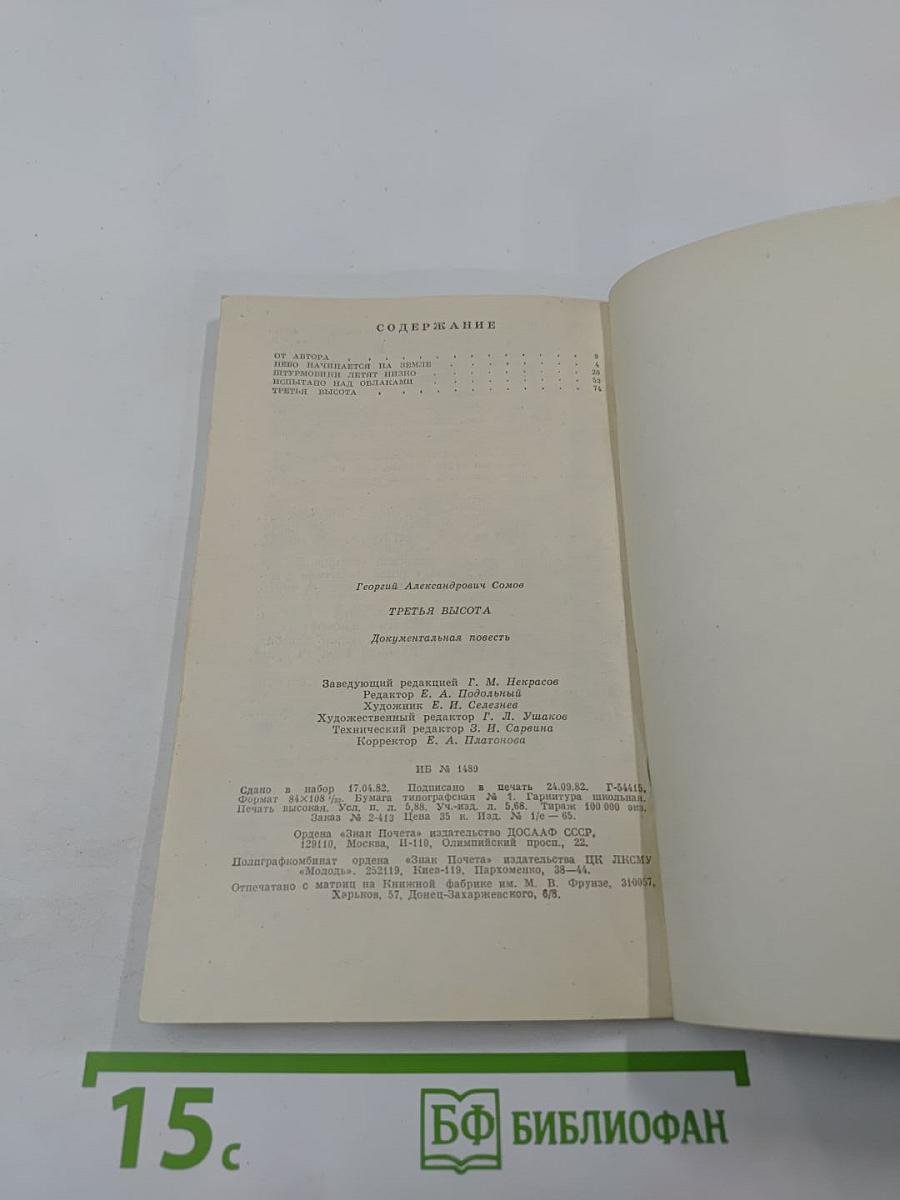 СОДЕРЖАНИЕ
ОТ АВТОРА . . . . . . . . . . . . .
НЕБО НАЧИНАЕТСЯ НА ЗЕМЛЕ . . . . . . . . 4
ШТУРМОВИКИ ЛЕТЯТ НИЗКО . . . . . . . . . 28
ИСПЫТАНО НАД ОБЛАКАМИ . . . . . . . . . 53
ТРЕТЬЯ ВЫСОТА . . . . . . . . . . . . 74
Георгий Александрович Сомов
ТРЕТЬЯ ВЫСОТА
Документальная повесть
Заведующий редакцией Г. М. Некрасов
Редактор Е. А. Подольный
Художник Е. И. Селезнев
Художественный редактор Г. Л. Ушаков
Технический редактор З. И. Сарвина
Корректор Е. А. Платонова
ИБ № 1489
Сдано в набор 17.04.82. Подписано в печать 24.09.82. Г-54415.
Формат 84×108 1/32. Бумага типографская № 1. Гарнитура школьная.
Печать высокая. Усл. п. л. 5,88. Уч.-изд. л. 5,68. Тираж 100 000 экз.
Заказ № 2-413 Цена 35 к. Изд. № 1/е — 65.
Ордена «Знак Почета» издательство ДОСААФ СССР,
129110, Москва, И-110, Олимпийский просп., 22.
Полиграфкомбинат ордена «Знак Почета» издательства ЦК ЛКСМУ
«Молодь». 252119, Киев-119, Пархоменко, 38—44.
Отпечатано с матриц на Книжной фабрике им. М. В. Фрунзе, 310057,
Харьков, 57, Донец-Захаржевского, 6/8.
15 с
БФ БИБЛИОФАН